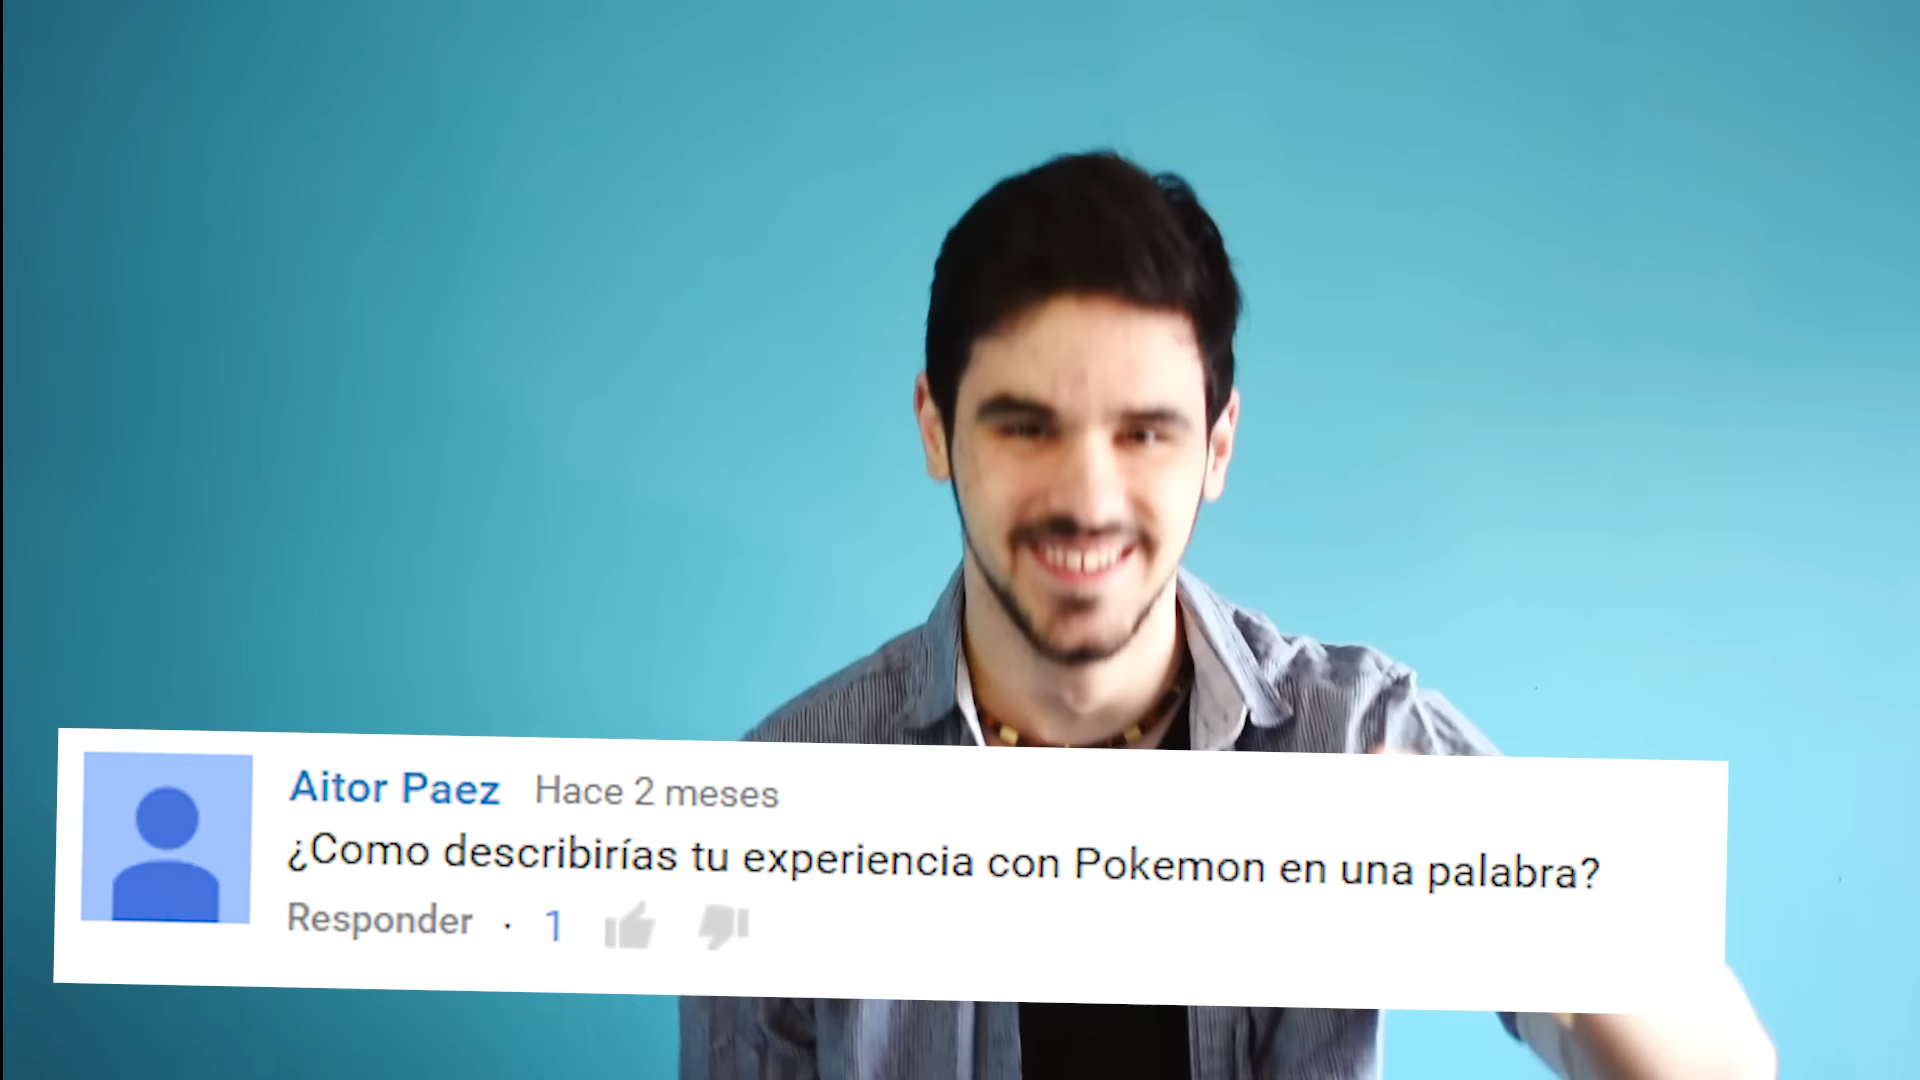 Aitor Paez Hace 2 meses
¿Como describirías tu experiencia con Pokemon en una palabra?
Responder · 1